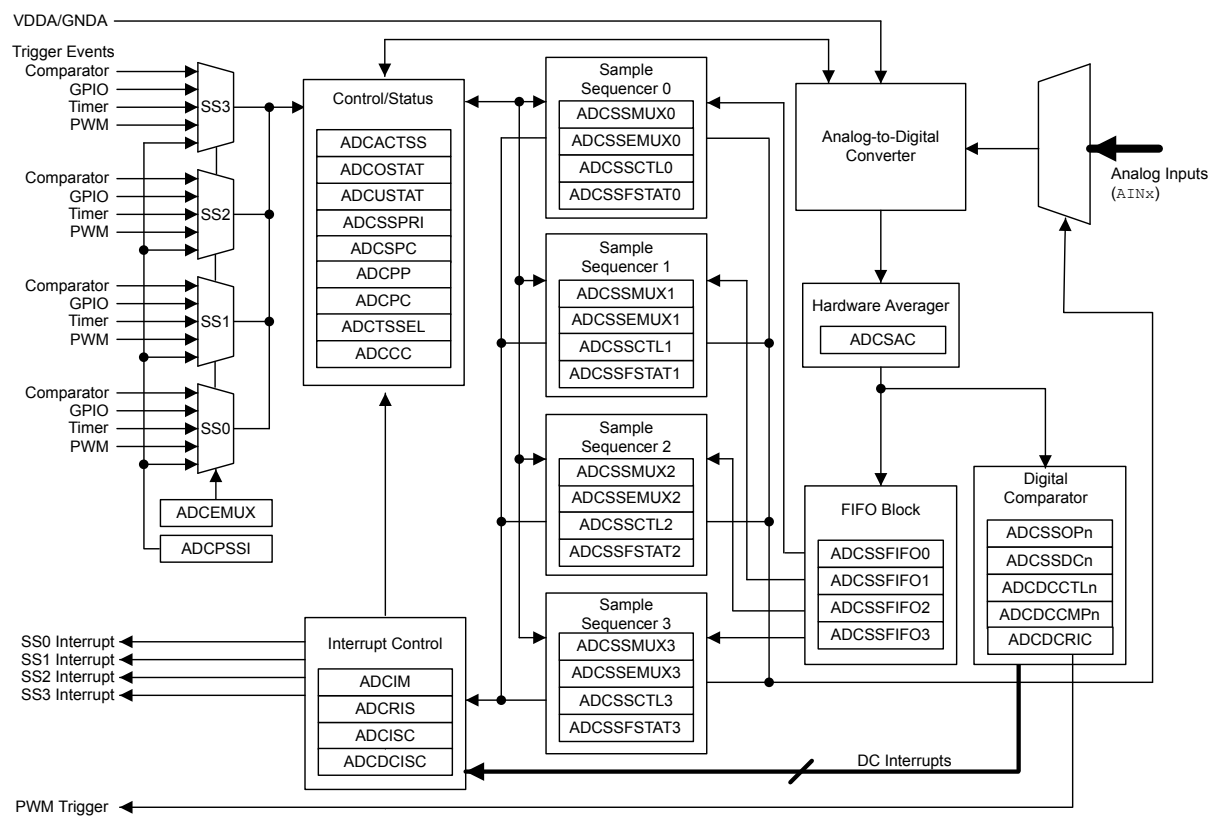 VDDA/GNDA
Trigger Events
Comparator
GPIO
Timer
PWM
SS3
Comparator
GPIO
Timer
PWM
SS2
Comparator
GPIO
Timer
PWM
SS1
Comparator
GPIO
Timer
PWM
SS0
ADCEMUX
ADCPSSI
Control/Status
ADCACTSS
ADCOSTAT
ADCUSTAT
ADCSSPRI
ADCSPC
ADCPP
ADCPC
ADCTSSEL
ADCCC
Sample
Sequencer 0
ADCSSMUX0
ADCSSEMUX0
ADCSSCTL0
ADCSSFSTAT0
Sample
Sequencer 1
ADCSSMUX1
ADCSSEMUX1
ADCSSCTL1
ADCSSFSTAT1
Sample
Sequencer 2
ADCSSMUX2
ADCSSEMUX2
ADCSSCTL2
ADCSSFSTAT2
Sample
Sequencer 3
ADCSSMUX3
ADCSSEMUX3
ADCSSCTL3
ADCSSFSTAT3
Analog-to-Digital
Converter
Analog Inputs
(AINx)
Hardware Averager
ADCSAC
FIFO Block
ADCSSFIFO0
ADCSSFIFO1
ADCSSFIFO2
ADCSSFIFO3
Digital
Comparator
ADCSSOPn
ADCSSDCn
ADCDCCTLn
ADCDCCMPn
ADCDCRIC
Interrupt Control
ADCIM
ADCRIS
ADCISC
ADCDCISC
SS0 Interrupt
SS1 Interrupt
SS2 Interrupt
SS3 Interrupt
DC Interrupts
PWM Trigger